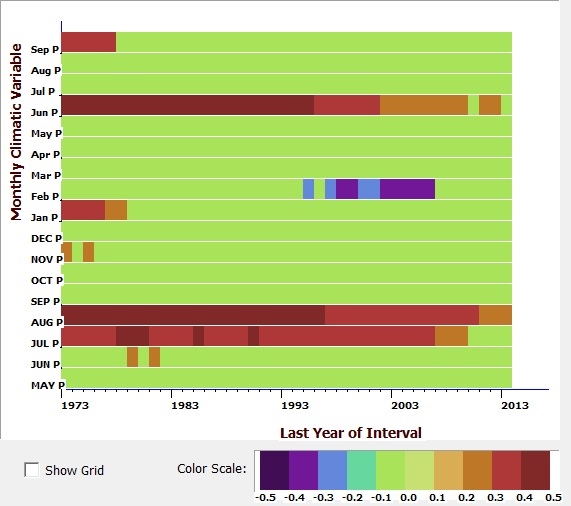 Monthly Climatic Variable
Sep P
Aug P
Jul P
Jun P
May P
Apr P
Mar P
Feb P
Jan P
DEC P
NOV P
OCT P
SEP P
AUG P
JUL P
JUN P
MAY P
1973 1983 1993 2003 2013
Last Year of Interval
Show Grid
Color Scale:
-0.5 -0.4 -0.3 -0.2 -0.1 0.0 0.1 0.2 0.3 0.4 0.5